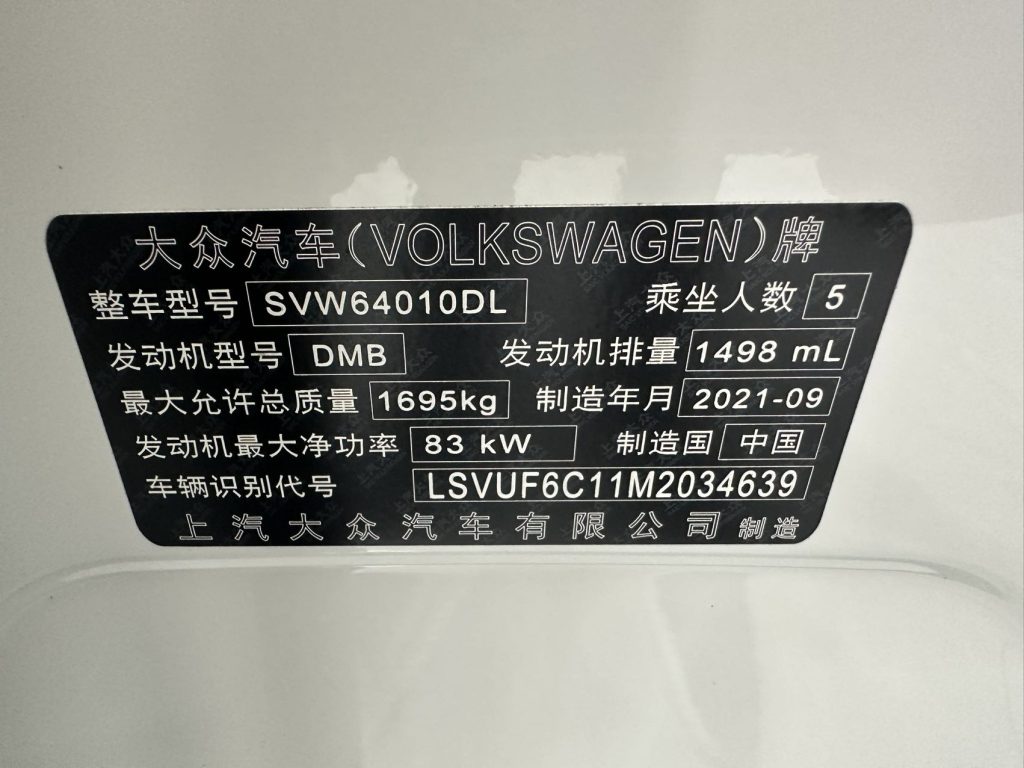 大众汽车(VOLKSWAGEN)牌
整车型号 SVW64010DL 乘坐人数 5
发动机型号 DMB 发动机排量 1498 mL
最大允许总质量 1695kg 制造年月 2021-09
发动机最大净功率 83 kW 制造国 中国
车辆识别代号 LSVUF6C11M2034639
上汽大众汽车有限公司 制造